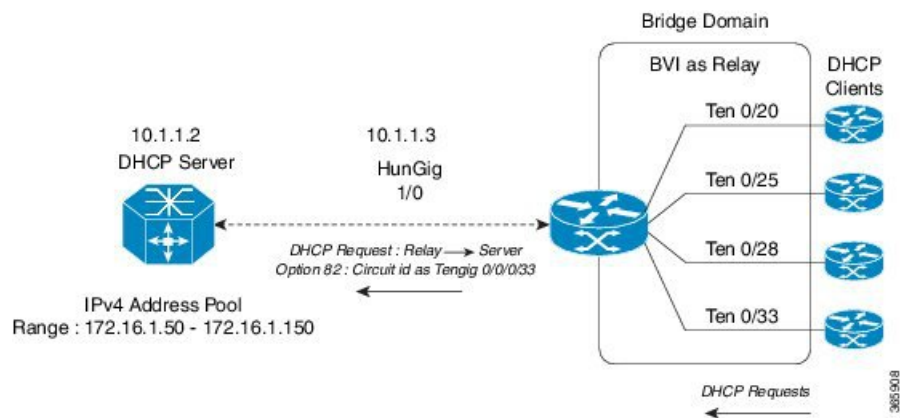 Bridge Domain
BVI as Relay
DHCP
Clients
Ten 0/20
10.1.1.2
DHCP Server
10.1.1.3
HunGig
1/0
Ten 0/25
DHCP Request : Relay → Server
Option 82 : Circuit id as Tengig 0/0/0/33
Ten 0/28
IPv4 Address Pool
Range : 172.16.1.50 - 172.16.1.150
Ten 0/33
DHCP Requests
365908